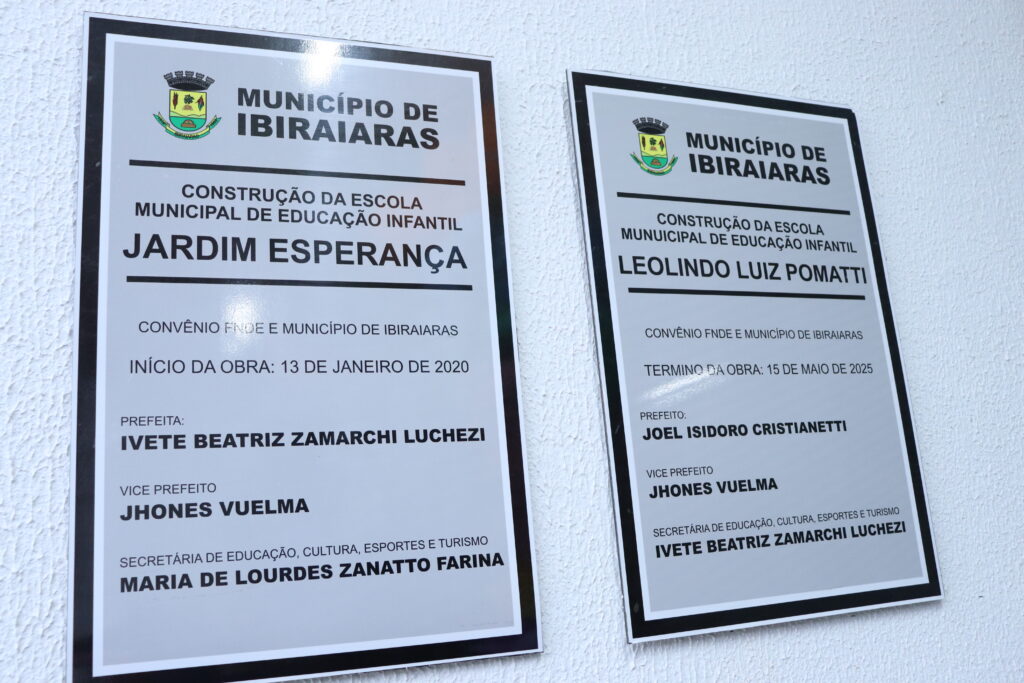 MUNICÍPIO DE
IBIRAIARAS
CONSTRUÇÃO DA ESCOLA
MUNICIPAL DE EDUCAÇÃO INFANTIL
JARDIM ESPERANÇA
CONVÊNIO FNDE E MUNICÍPIO DE IBIRAIARAS
INÍCIO DA OBRA: 13 DE JANEIRO DE 2020
PREFEITA:
IVETE BEATRIZ ZAMARCHI LUCHEZI
VICE PREFEITO
JHONES VUELMA
SECRETÁRIA DE EDUCAÇÃO, CULTURA, ESPORTES E TURISMO
MARIA DE LOURDES ZANATTO FARINA
MUNICÍPIO DE
IBIRAIARAS
CONSTRUÇÃO DA ESCOLA
MUNUICIPAL DE EDUCAÇÃO INFANTIL
LEOLINDO LUIZ POMATTI
CONVÊNIO FNDE E MUNICÍPIO DE IBIRAIARAS
TERMINO DA OBRA: 15 DE MAIO DE 2025
PREFEITO:
JOEL ISIDORO CRISTIANETTI
VICE PREFEITO
JHONES VUELMA
SECRETÁRIA DE EDUCAÇÃO, CULTURA, ESPORTES E TURISMO
IVETE BEATRIZ ZAMARCHI LUCHEZI